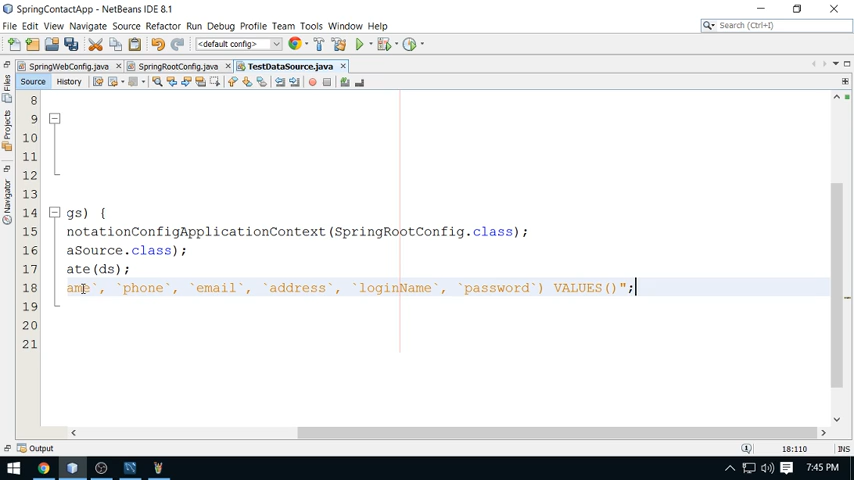 SpringContactApp - NetBeans IDE 8.1
File Edit View Navigate Source Refactor Run Debug Profile Team Tools Window Help
Search (Ctrl+I)
<default config>
SpringWebConfig.java SpringRootConfig.java TestDataSource.java
Source History
8
9
10
11
12
13
14 gs) {
15 notationConfigApplicationContext(SpringRootConfig.class);
16 aSource.class);
17 ate(ds);
18 ame`, `phone`, `email`, `address`, `loginName`, `password`) VALUES()";
19
20
21
Files
Projects
Navigator
Output
18:110 INS
7:45 PM